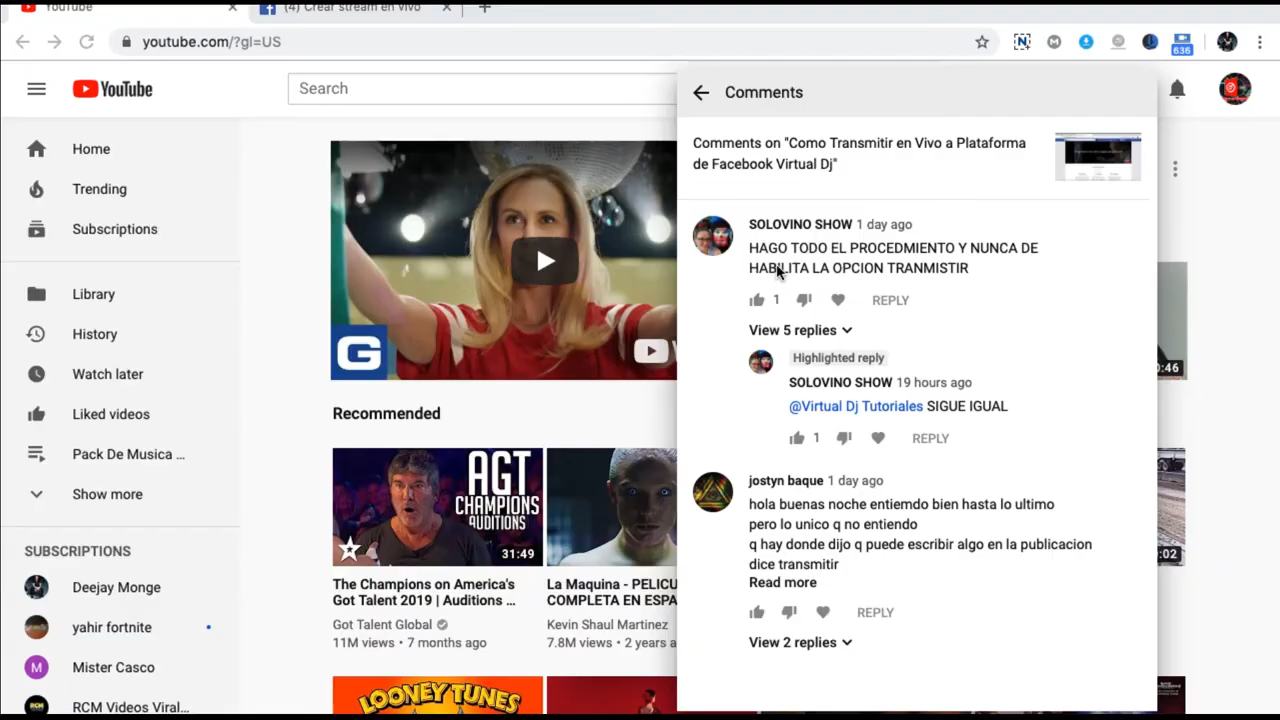 YouTube
(4) Crear stream en vivo
youtube.com/?gl=US
N
M
636
YouTube
Search
Home
Trending
Subscriptions
Library
History
Watch later
Liked videos
Pack De Musica ...
Show more
SUBSCRIPTIONS
Deejay Monge
yahir fortnite
M
Mister Casco
RCM
RCM Videos Viral...
G
Recommended
AGT
CHAMPIONS
AUDITIONS
31:49
The Champions on America's
Got Talent 2019 | Auditions ...
Got Talent Global
11M views • 7 months ago
La Maquina - PELICU
COMPLETA EN ESPA
Kevin Shaul Martinez
7.8M views • 2 years a
LOONEY TUNES
Comments
Comments on "Como Transmitir en Vivo a Plataforma
de Facebook Virtual Dj"
SOLOVINO SHOW 1 day ago
HAGO TODO EL PROCEDMIENTO Y NUNCA DE
HABILITA LA OPCION TRANMISTIR
1
REPLY
View 5 replies
Highlighted reply
SOLOVINO SHOW 19 hours ago
@Virtual Dj Tutoriales SIGUE IGUAL
1
REPLY
jostyn baque 1 day ago
hola buenas noche entiemdo bien hasta lo ultimo
pero lo unico q no entiendo
q hay donde dijo q puede escribir algo en la publicacion
dice transmitir
Read more
REPLY
View 2 replies
:46
:02